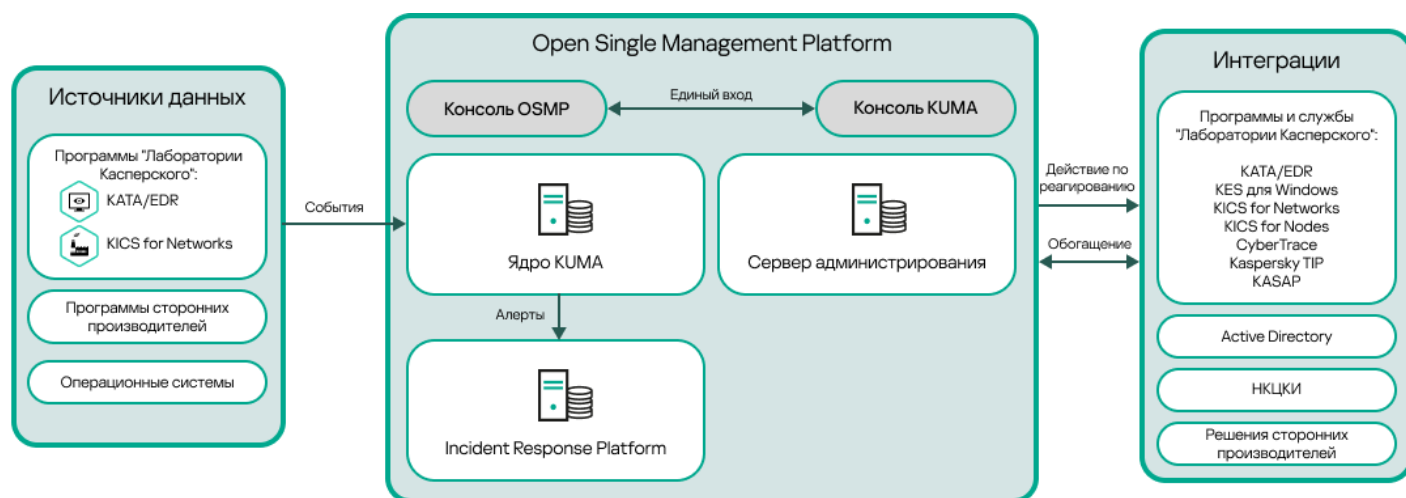 Источники данных
Программы "Лаборатории
Касперского":
KATA/EDR
KICS for Networks
Программы сторонних
производителей
Операционные системы
События
Open Single Management Platform
Консоль OSMP
Единый вход
Консоль KUMA
Ядро KUMA
Сервер администрирования
Алерты
Incident Response Platform
Действие по
реагированию
Обогащение
Интеграции
Программы и службы
"Лаборатории Касперского":
KATA/EDR
KES для Windows
KICS for Networks
KICS for Nodes
CyberTrace
Kaspersky TIP
KASAP
Active Directory
НКЦКИ
Решения сторонних
производителей